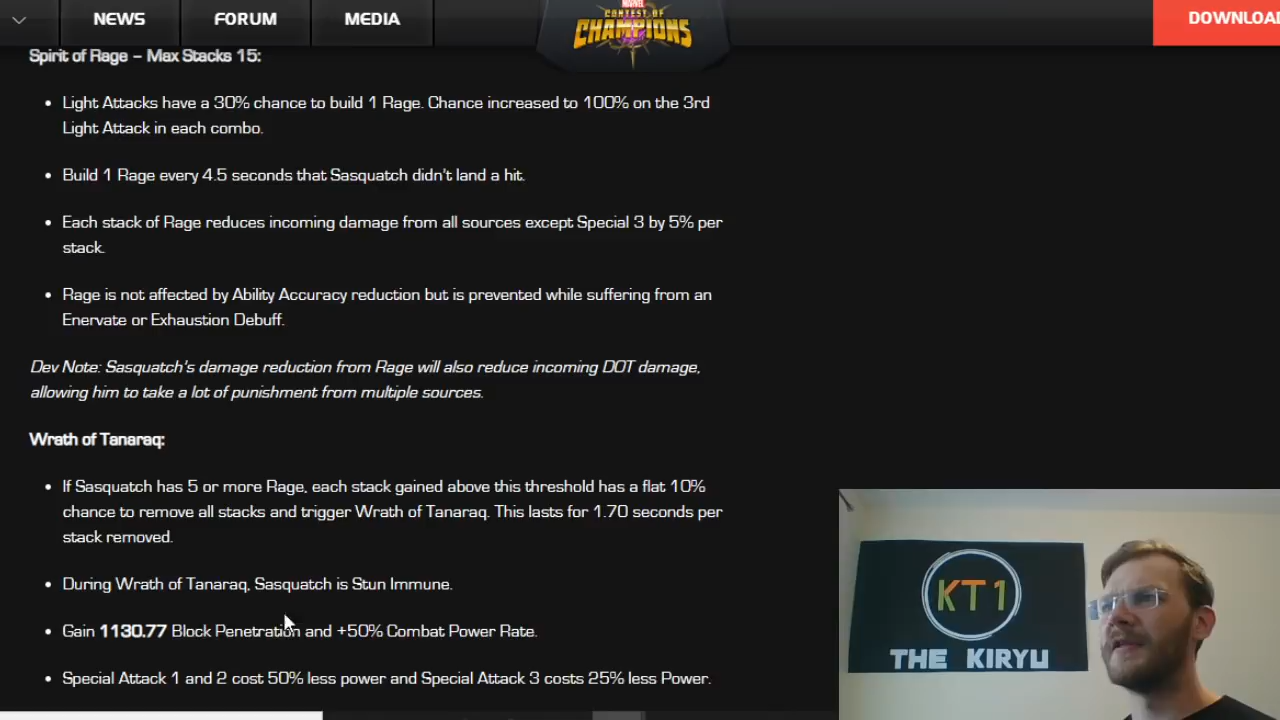 NEWS
FORUM
MEDIA
MARVEL
CONTEST OF
CHAMPIONS
DOWNLOA
Spirit of Rage – Max Stacks 15:
• Light Attacks have a 30% chance to build 1 Rage. Chance increased to 100% on the 3rd
Light Attack in each combo.
• Build 1 Rage every 4.5 seconds that Sasquatch didn't land a hit.
• Each stack of Rage reduces incoming damage from all sources except Special 3 by 5% per
stack.
• Rage is not affected by Ability Accuracy reduction but is prevented while suffering from an
Enervate or Exhaustion Debuff.
Dev Note: Sasquatch's damage reduction from Rage will also reduce incoming DOT damage,
allowing him to take a lot of punishment from multiple sources.
Wrath of Tanaraq:
• If Sasquatch has 5 or more Rage, each stack gained above this threshold has a flat 10%
chance to remove all stacks and trigger Wrath of Tanaraq. This lasts for 1.70 seconds per
stack removed.
• During Wrath of Tanaraq, Sasquatch is Stun Immune.
• Gain 1130.77 Block Penetration and +50% Combat Power Rate.
• Special Attack 1 and 2 cost 50% less power and Special Attack 3 costs 25% less Power.
KT1
THE KIRYU